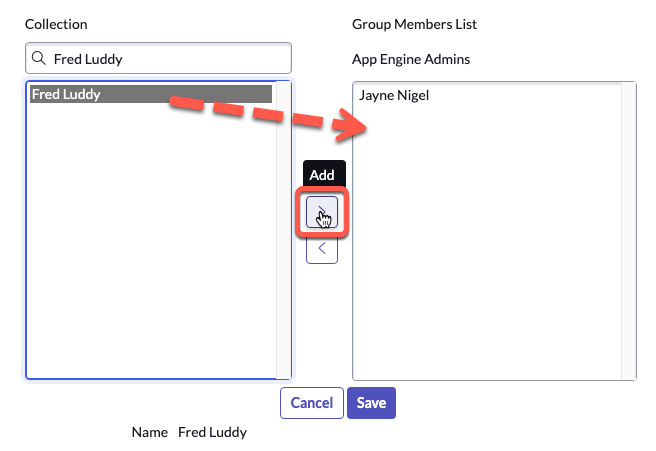 Collection
Group Members List
Fred Luddy
App Engine Admins
Fred Luddy
Jayne Nigel
Add
Cancel
Save
Name Fred Luddy